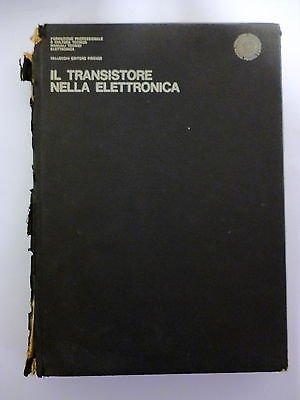 FORMAZIONE PROFESSIONALE
E CULTURA TECNICA
MANUALI TECNICI
ELETTRONICA
VALLECCHI EDITORE FIRENZE
IL TRANSISTORE
NELLA ELETTRONICA